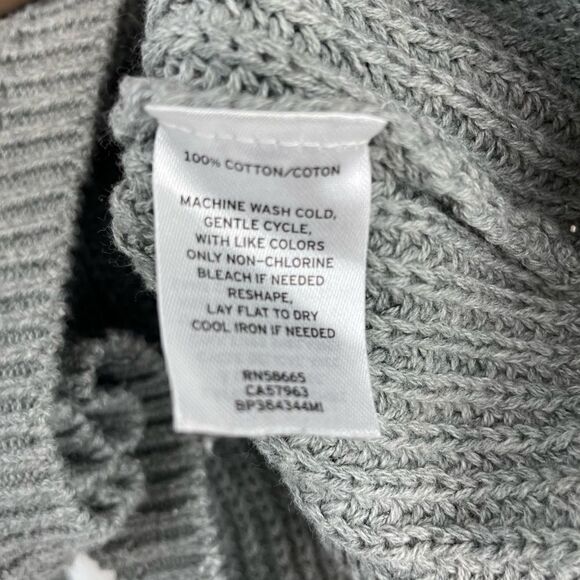 100% COTTON/COTON
MACHINE WASH COLD,
GENTLE CYCLE,
WITH LIKE COLORS
ONLY NON-CHLORINE
BLEACH IF NEEDED
RESHAPE,
LAY FLAT TO DRY
COOL IRON IF NEEDED
RN58665
CA57963
BP384344MI